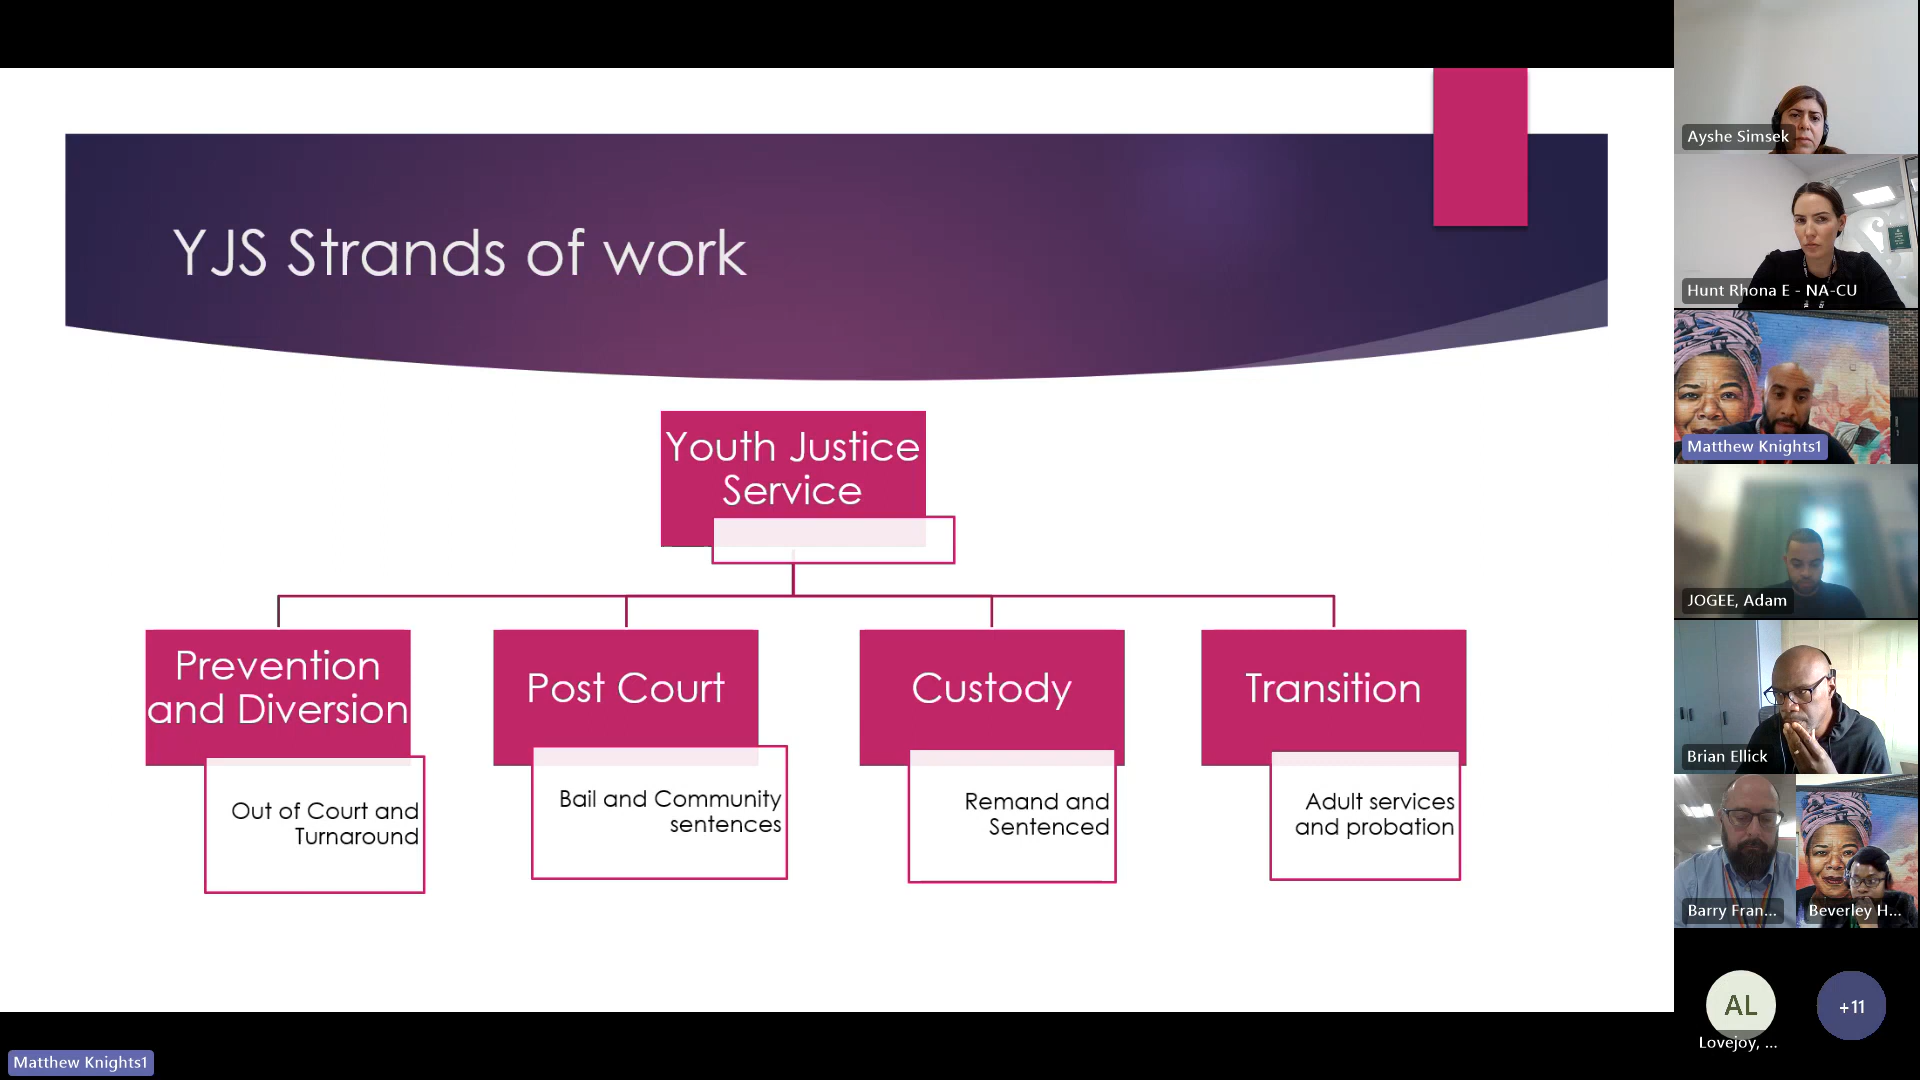 YJS Strands of work
Youth Justice
Service
Prevention
and Diversion
Out of Court and
Turnaround
Post Court
Bail and Community
sentences
Custody
Remand and
Sentenced
Transition
Adult services
and probation
Ayshe Simsek
Hunt Rhona E - NA-CU
Matthew Knights1
JOGEE, Adam
Brian Ellick
Barry Fran...
Beverley H...
AL
Lovejoy, ...
+11
Matthew Knights1